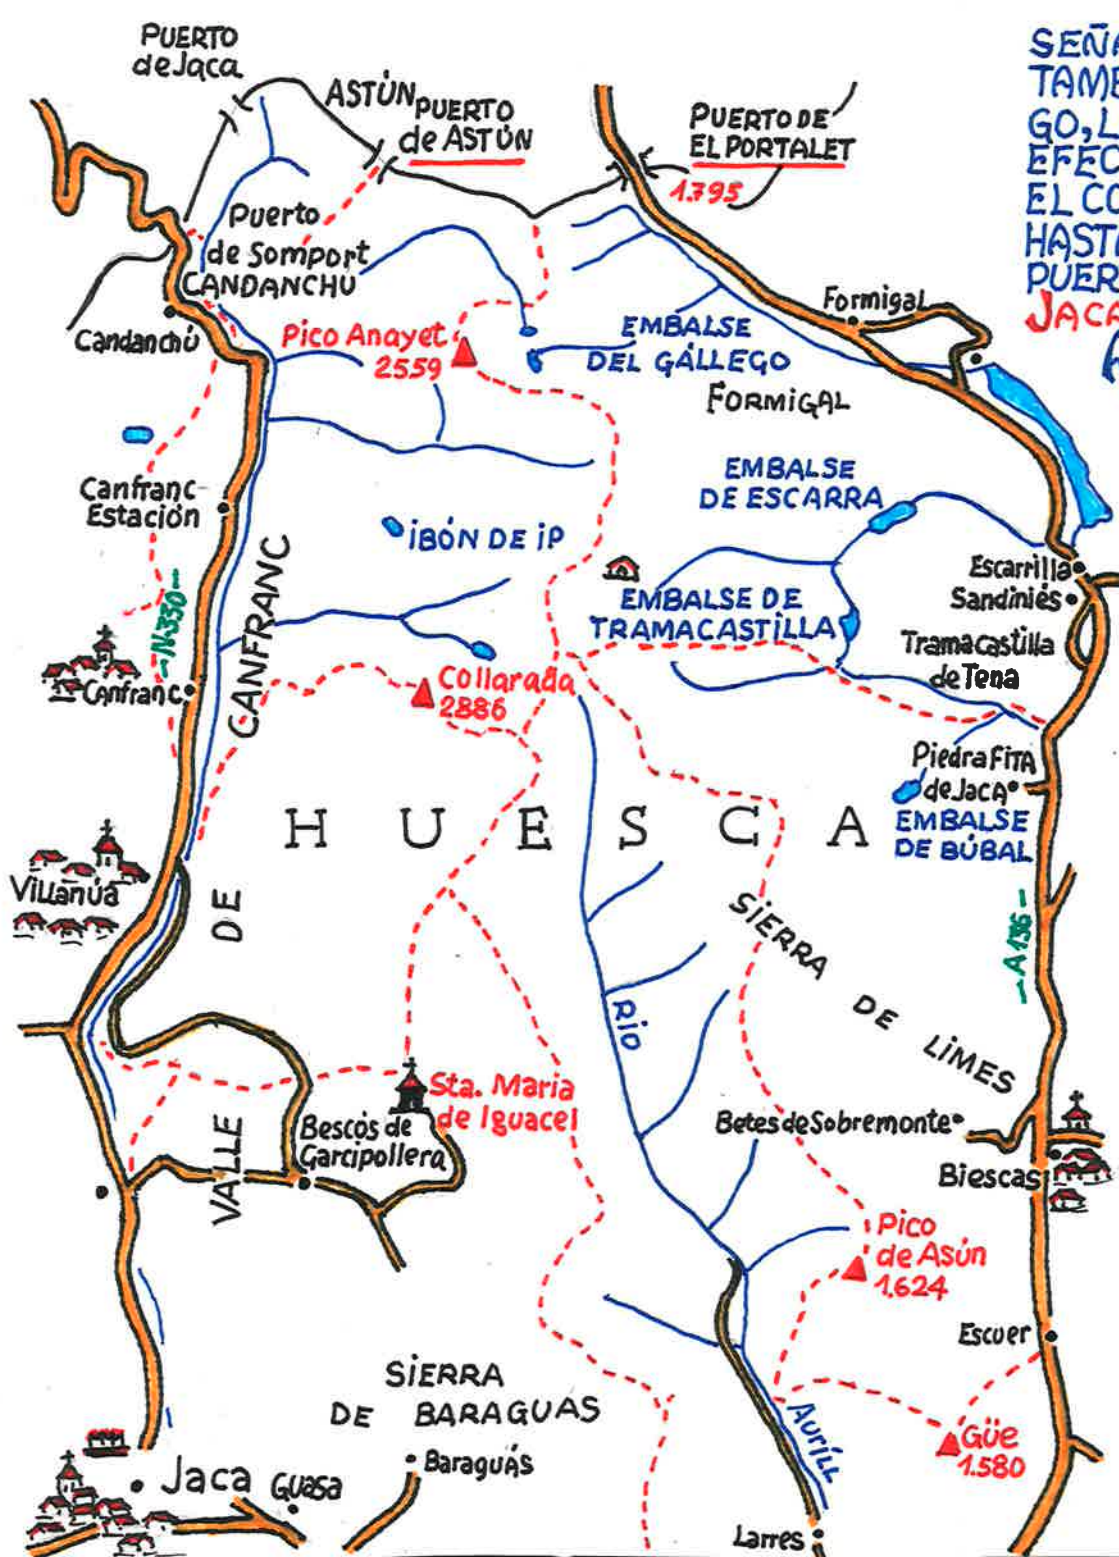 PUERTO
de Jaca
ASTÚN
PUERTO
de ASTÚN
PUERTO DE
EL PORTALET
1.795
SEÑA
TAMB
GO, L
EFEC
EL CO
HAST
PUER
JACA
Puerto
de Somport
CANDANCHU
Candanchú
Pico Anayet
2559
EMBALSE
DEL GÁLLEGO
Formigal
FORMiGAL
EMBALSE
DE ESCARRA
Canfranc-
Estación
iBÓN DE iP
Escarrilla
Sandiniés
EMBALSE DE
TRAMACASTiLLA
Tramacastilla
de Tena
-N-330-
Canfranc
VALLE DE CANFRANC
Collarada
2886
PiedraFiTA
de JACA
EMBALSE
DE BÚBAL
HUESCA
Villanúa
SiERRA DE LiMES
-A 136-
RiO
Sta. Maria
de Iguacel
Bescós de
Garcipollera
Betes de Sobremonte
Biescas
Pico
de Asún
1.624
Escuer
SiERRA
DE BARAGUAS
Baraguás
Jaca
Guasa
Aurill
Güe
1.580
Larres